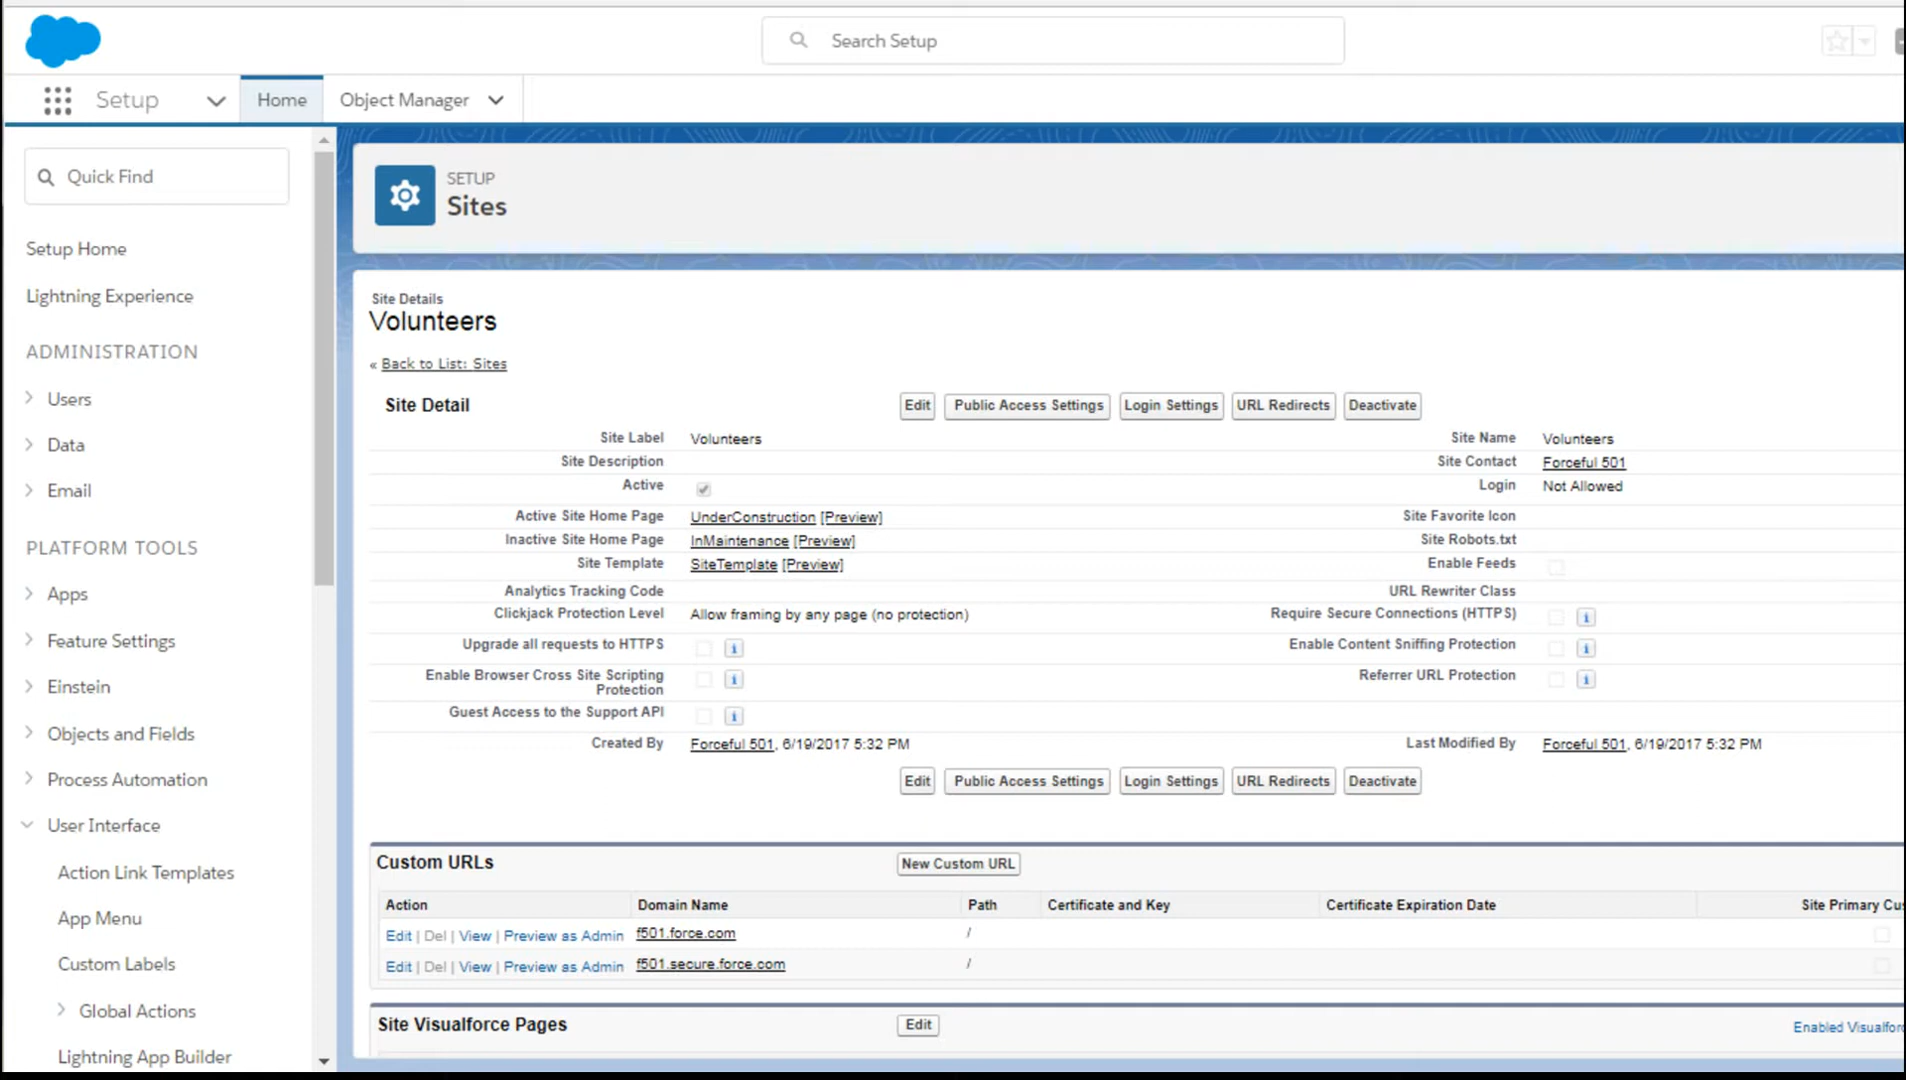 Search Setup
Setup
Home
Object Manager
Quick Find
Setup Home
Lightning Experience
ADMINISTRATION
Users
Data
Email
PLATFORM TOOLS
Apps
Feature Settings
Einstein
Objects and Fields
Process Automation
User Interface
Action Link Templates
App Menu
Custom Labels
Global Actions
Lightning App Builder
SETUP
Sites
Site Details
Volunteers
« Back to List: Sites
Site Detail
Edit Public Access Settings Login Settings URL Redirects Deactivate
Site Label Volunteers Site Name Volunteers
Site Description Site Contact Forceful 501
Active Login Not Allowed
Active Site Home Page UnderConstruction [Preview] Site Favorite Icon
Inactive Site Home Page InMaintenance [Preview] Site Robots.txt
Site Template SiteTemplate [Preview] Enable Feeds
Analytics Tracking Code URL Rewriter Class
Clickjack Protection Level Allow framing by any page (no protection) Require Secure Connections (HTTPS)
Upgrade all requests to HTTPS Enable Content Sniffing Protection
Enable Browser Cross Site Scripting Referrer URL Protection
Protection
Guest Access to the Support API
Created By Forceful 501, 6/19/2017 5:32 PM Last Modified By Forceful 501, 6/19/2017 5:32 PM
Edit Public Access Settings Login Settings URL Redirects Deactivate
Custom URLs New Custom URL
Action Domain Name Path Certificate and Key Certificate Expiration Date Site Primary Cus
Edit | Del | View | Preview as Admin f501.force.com /
Edit | Del | View | Preview as Admin f501.secure.force.com /
Site Visualforce Pages Edit Enabled Visualforc